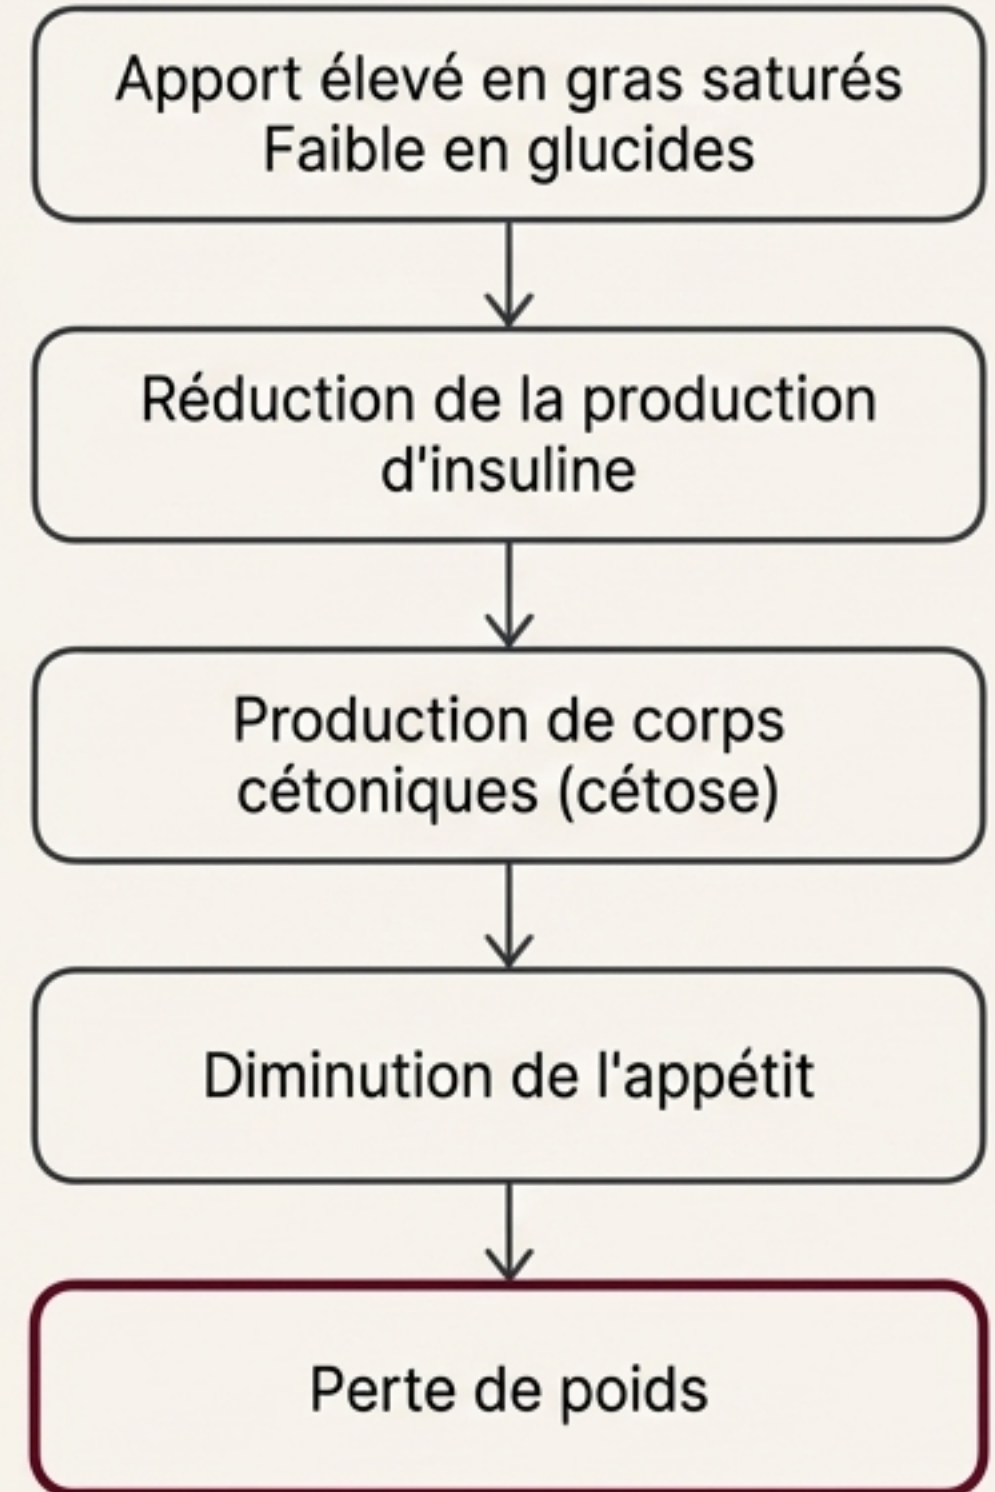 Apport élevé en gras saturés
Faible en glucides
Réduction de la production
d'insuline
Production de corps
cétoniques (cétose)
Diminution de l'appétit
Perte de poids